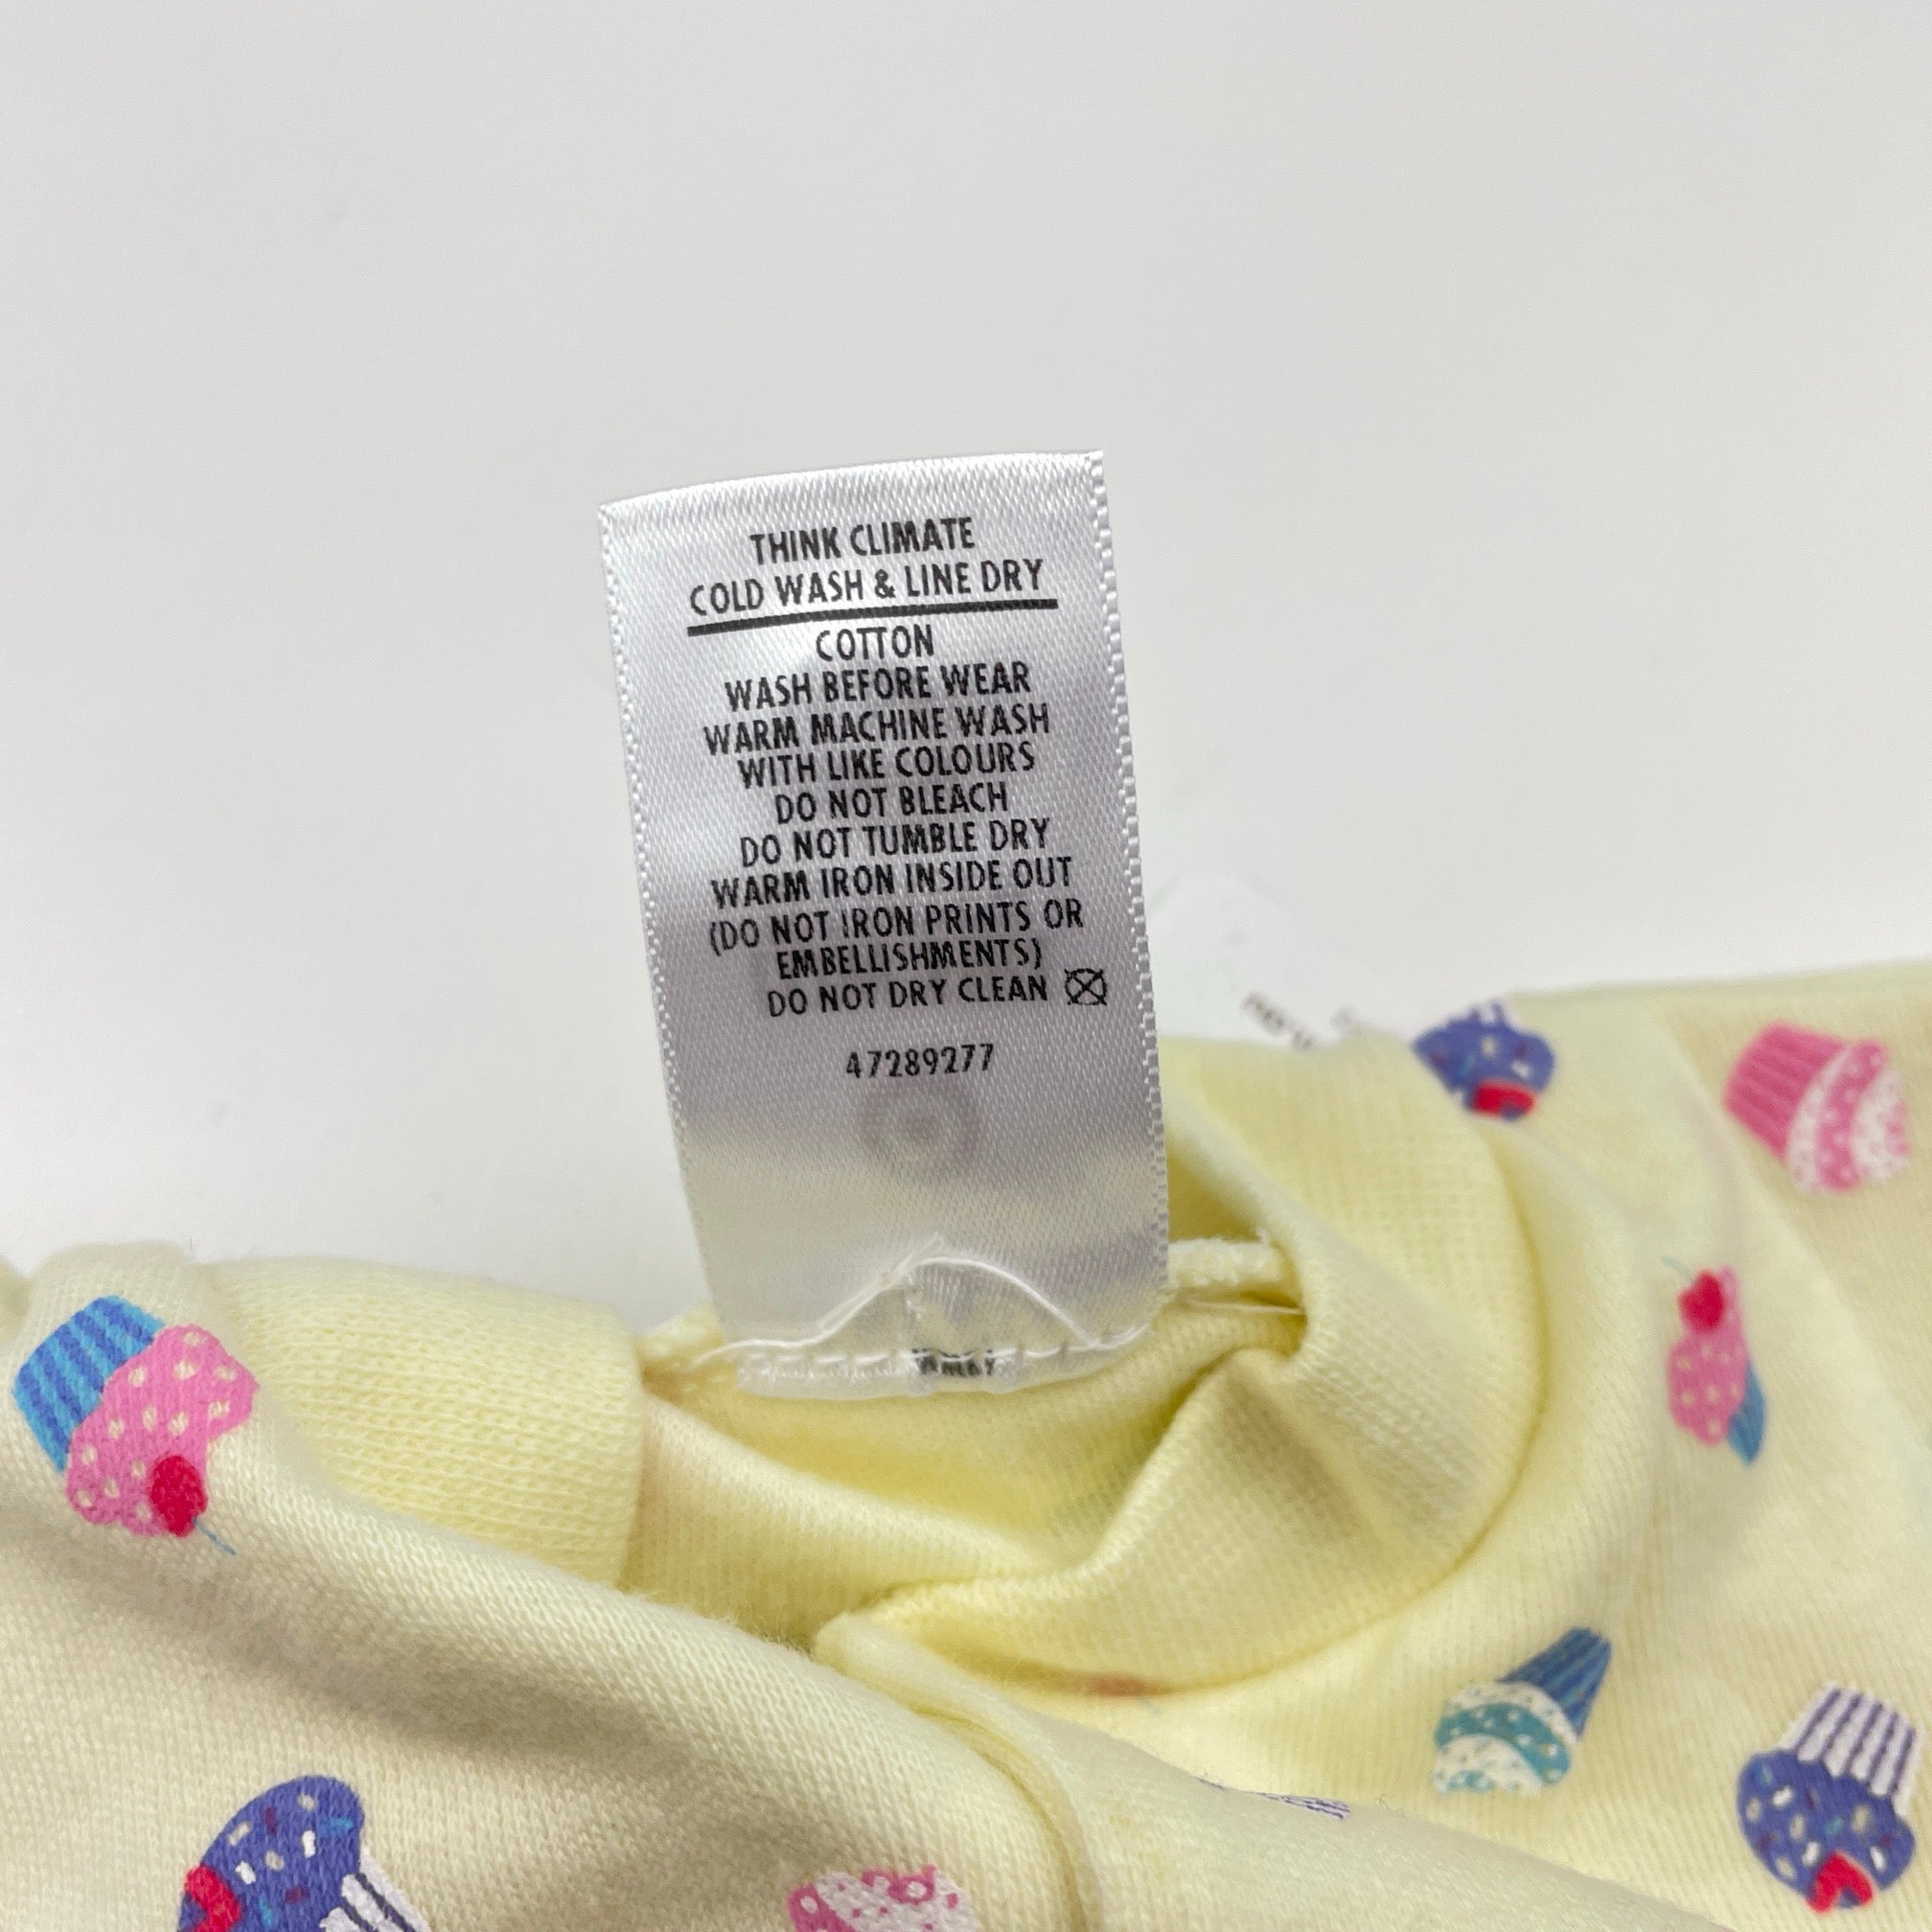 THINK CLIMATE
COLD WASH & LINE DRY
COTTON
WASH BEFORE WEAR
WARM MACHINE WASH
WITH LIKE COLOURS
DO NOT BLEACH
DO NOT TUMBLE DRY
WARM IRON INSIDE OUT
(DO NOT IRON PRINTS OR
EMBELLISHMENTS)
DO NOT DRY CLEAN
47289277